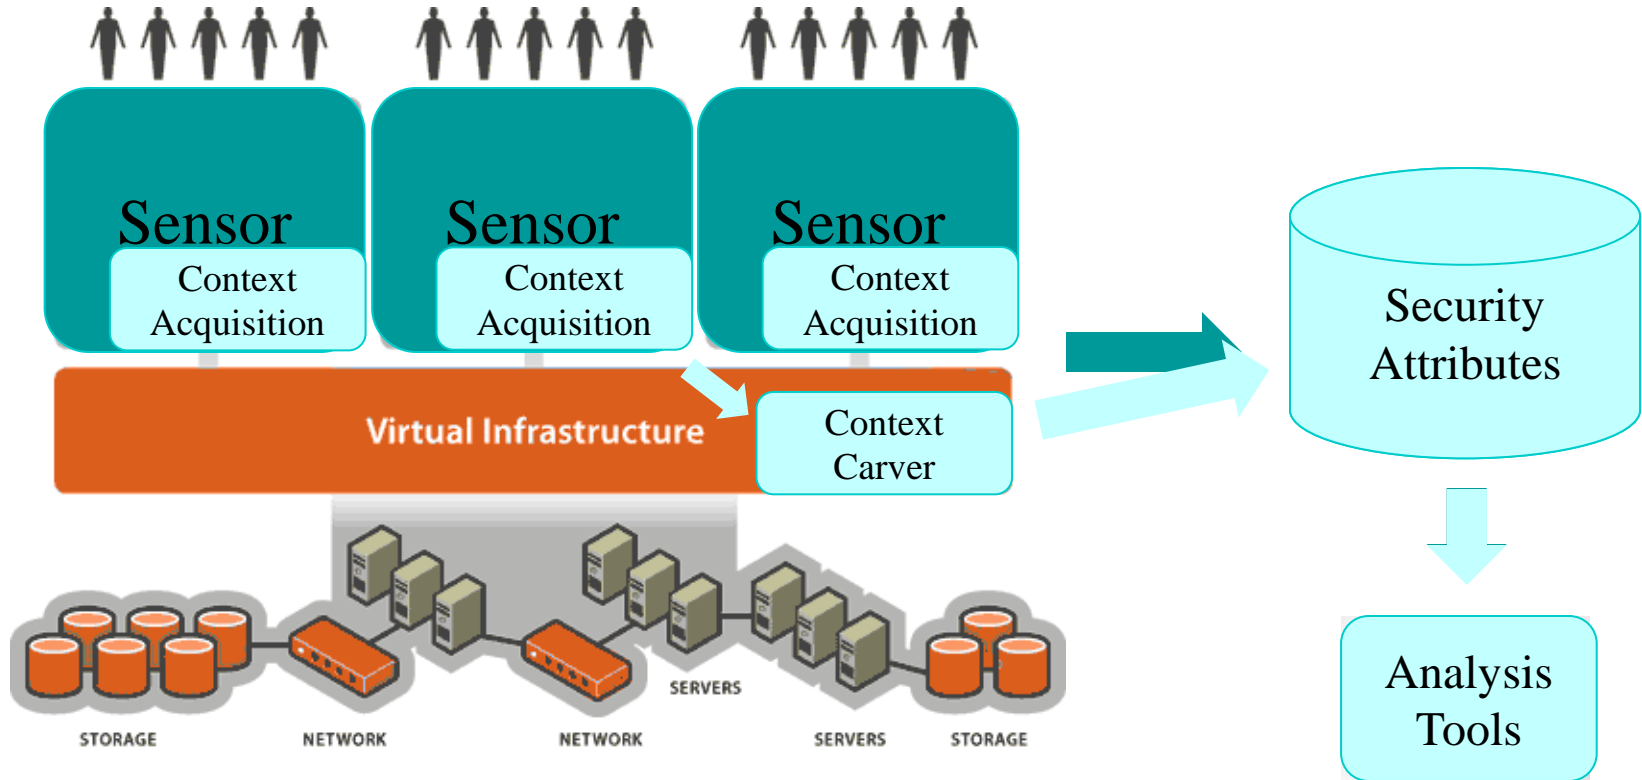 Sensor
Context
Acquisition
Sensor
Context
Acquisition
Sensor
Context
Acquisition
Virtual Infrastructure
Context
Carver
Security
Attributes
Analysis
Tools
SERVERS
STORAGE
NETWORK
NETWORK
SERVERS
STORAGE